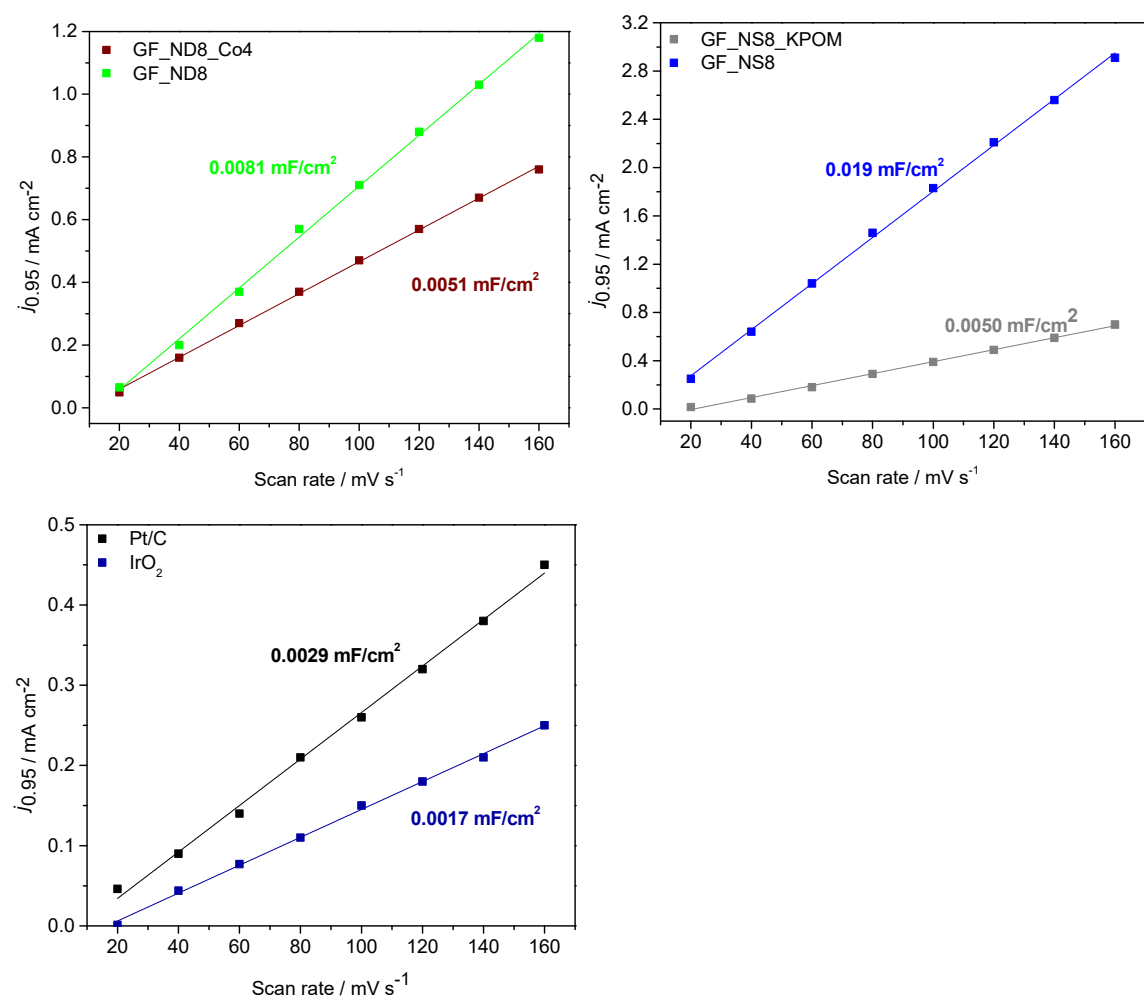 GF_ND8_Co4
GF_ND8
0.0081 mF/cm²
0.0051 mF/cm²
1.2
1.0
0.8
0.6
0.4
0.2
0.0
j0.95 / mA cm-2
20 40 60 80 100 120 140 160
Scan rate / mV s-1
GF_NS8_KPOM
GF_NS8
0.019 mF/cm²
0.0050 mF/cm²
3.2
2.8
2.4
2.0
1.6
1.2
0.8
0.4
0.0
j0.95 / mA cm-2
20 40 60 80 100 120 140 160
Scan rate / mV s-1
Pt/C
IrO2
0.0029 mF/cm²
0.0017 mF/cm²
0.5
0.4
0.3
0.2
0.1
0.0
j0.95 / mA cm-2
20 40 60 80 100 120 140 160
Scan rate / mV s-1